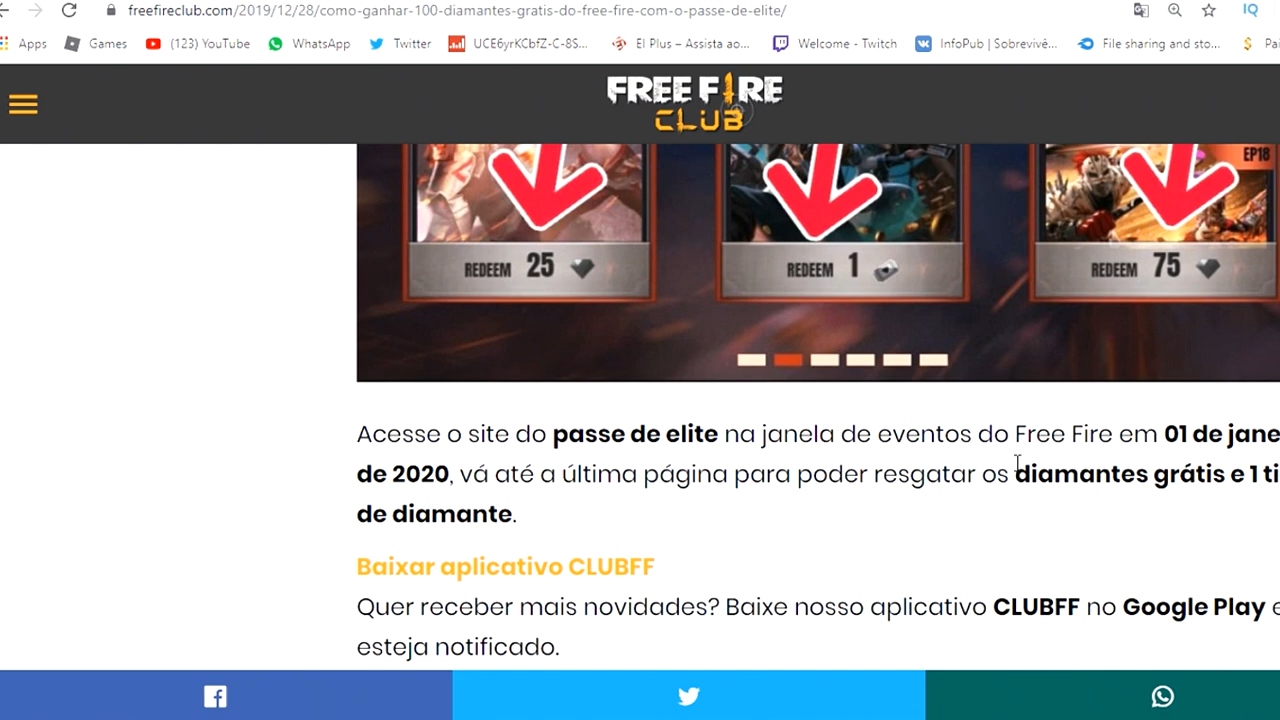 freefireclub.com/2019/12/28/como-ganhar-100-diamantes-gratis-do-free-fire-com-o-passe-de-elite/
IQ
Apps Games (123) YouTube WhatsApp Twitter UCE6yrKCbfZ-C-8S... El Plus – Assista ao... Welcome - Twitch InfoPub | Sobrevivê... File sharing and sto...
FREE FIRE
CLUB
EP18
REDEEM 25 REDEEM 1 REDEEM 75
Acesse o site do passe de elite na janela de eventos do Free Fire em 01 de jane
de 2020, vá até a última página para poder resgatar os diamantes grátis e 1 ti
de diamante.
Baixar aplicativo CLUBFF
Quer receber mais novidades? Baixe nosso aplicativo CLUBFF no Google Play e
esteja notificado.